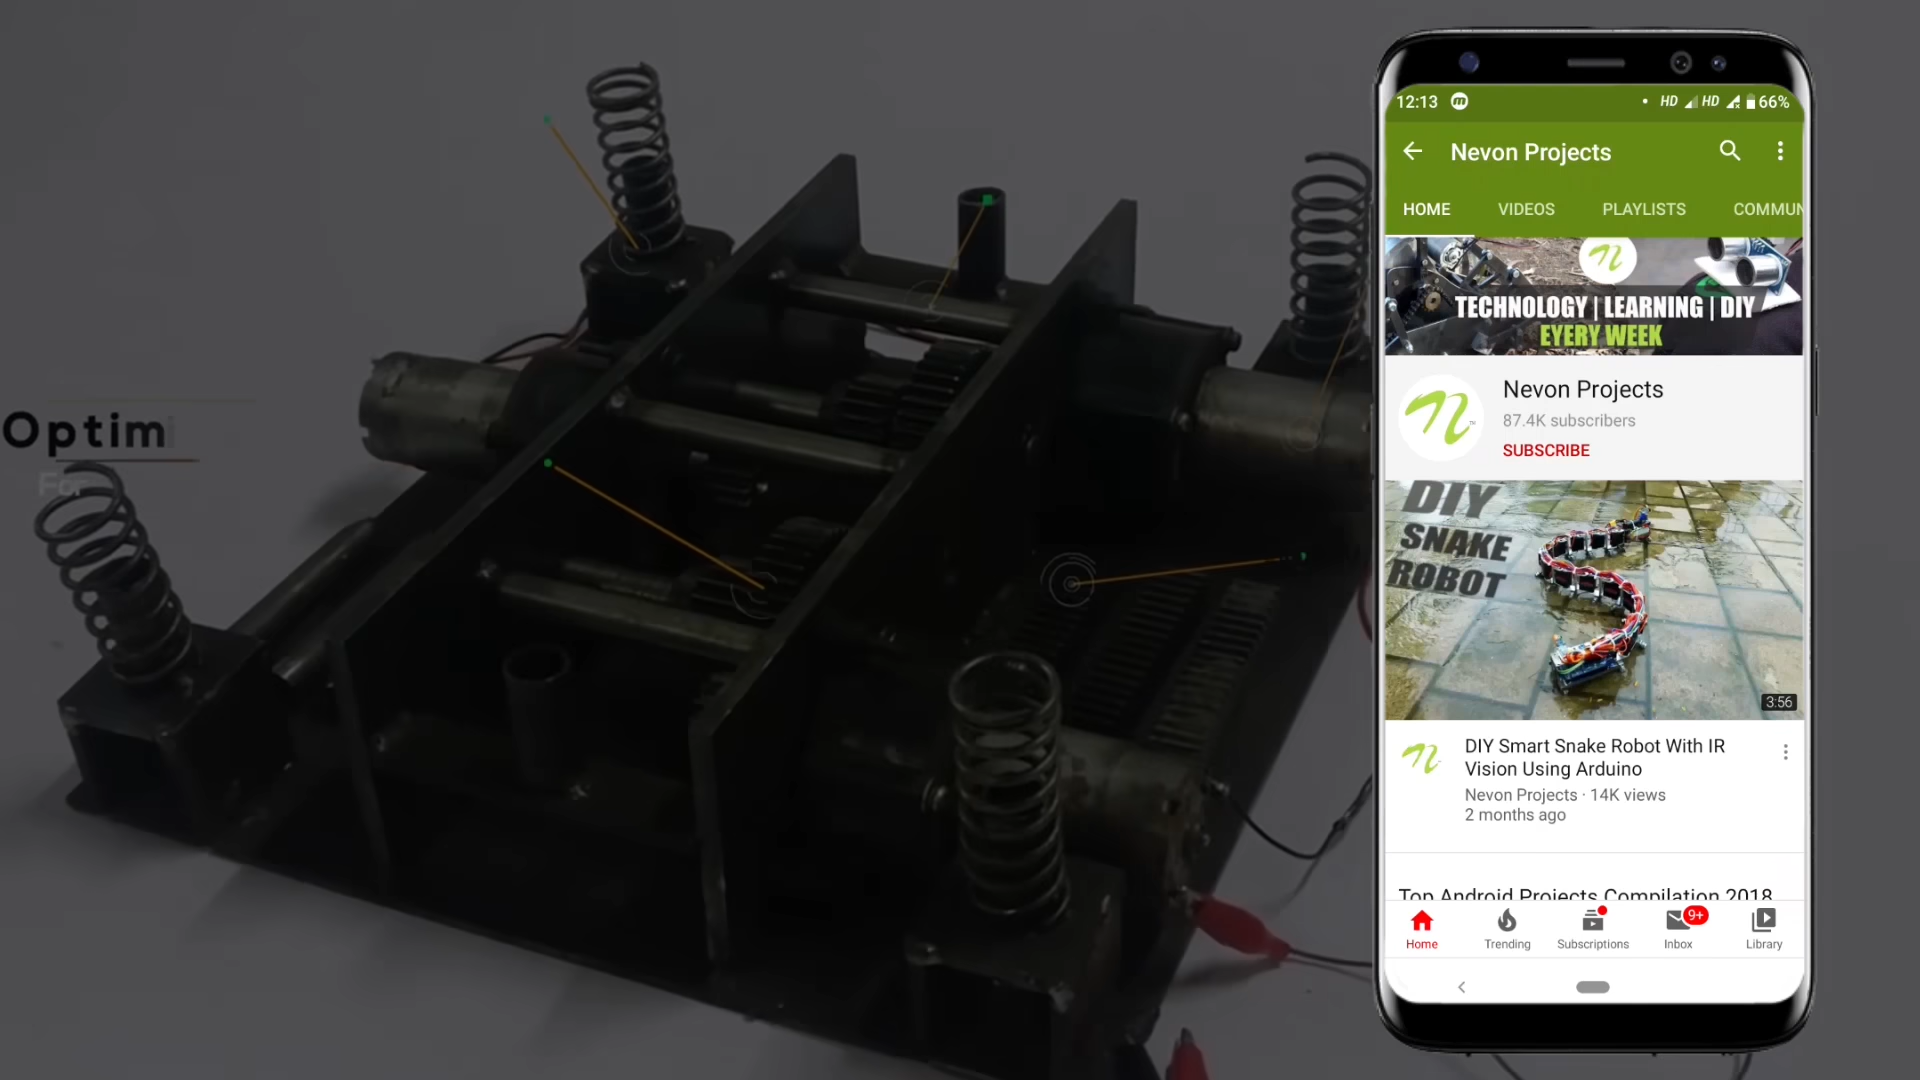 Optim
For
12:13
HD HD 66%
Nevon Projects
HOME VIDEOS PLAYLISTS COMMUN
TECHNOLOGY | LEARNING | DIY
EYERY WEEK
Nevon Projects
87.4K subscribers
SUBSCRIBE
DIY
SNAKE
ROBOT
3:56
DIY Smart Snake Robot With IR
Vision Using Arduino
Nevon Projects · 14K views
2 months ago
Top Android Projects Compilation 2018
9+
Home Trending Subscriptions Inbox Library